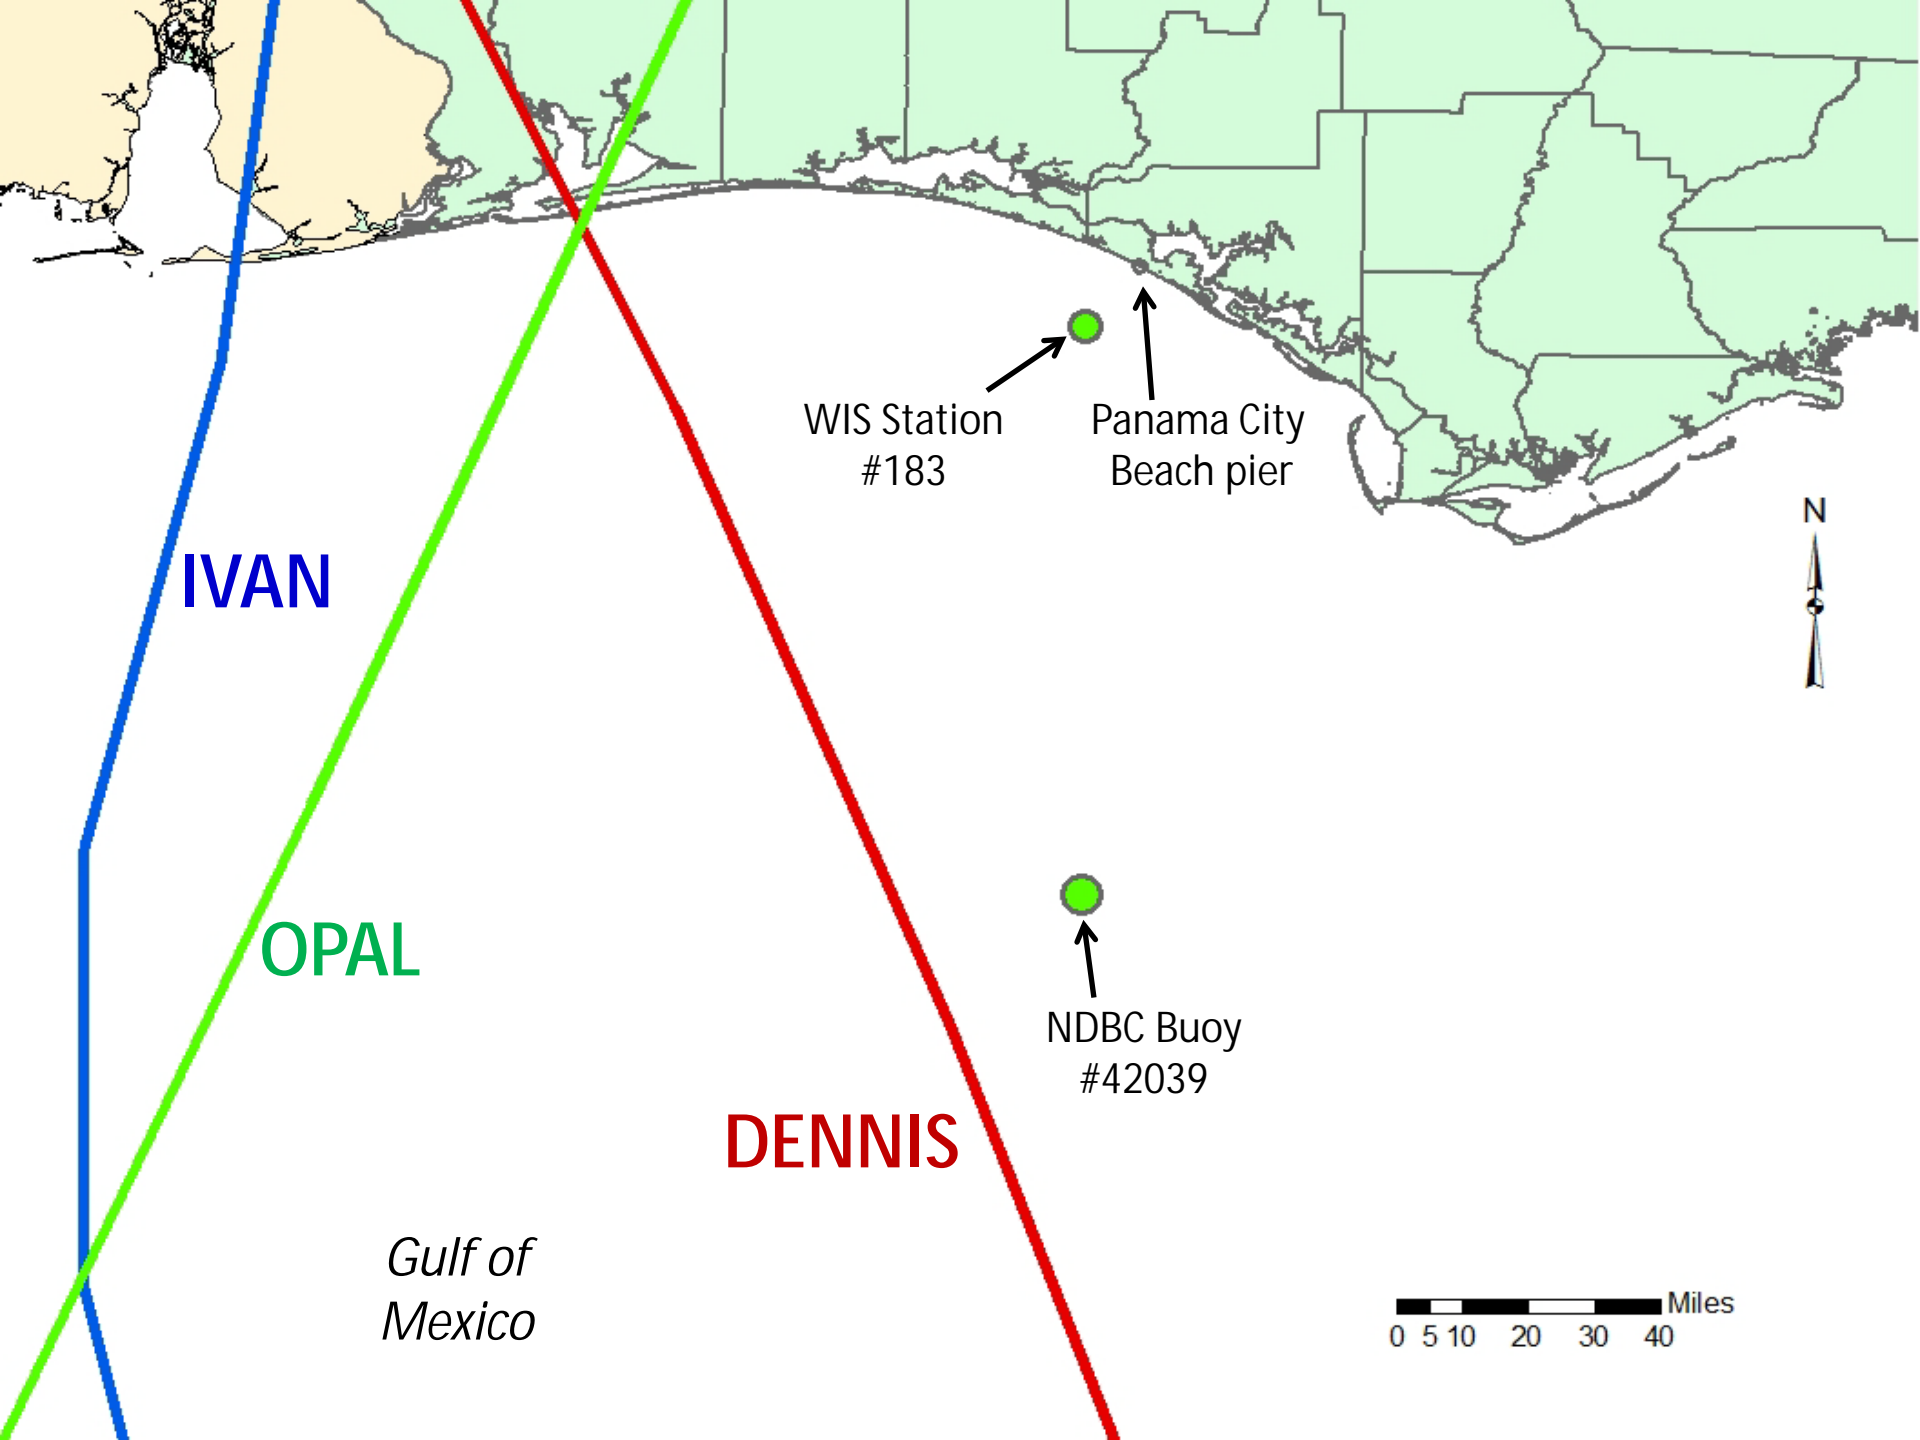 WIS Station
#183
Panama City
Beach pier
N
IVAN
OPAL
NDBC Buoy
#42039
DENNIS
Gulf of
Mexico
Miles
0 5 10 20 30 40